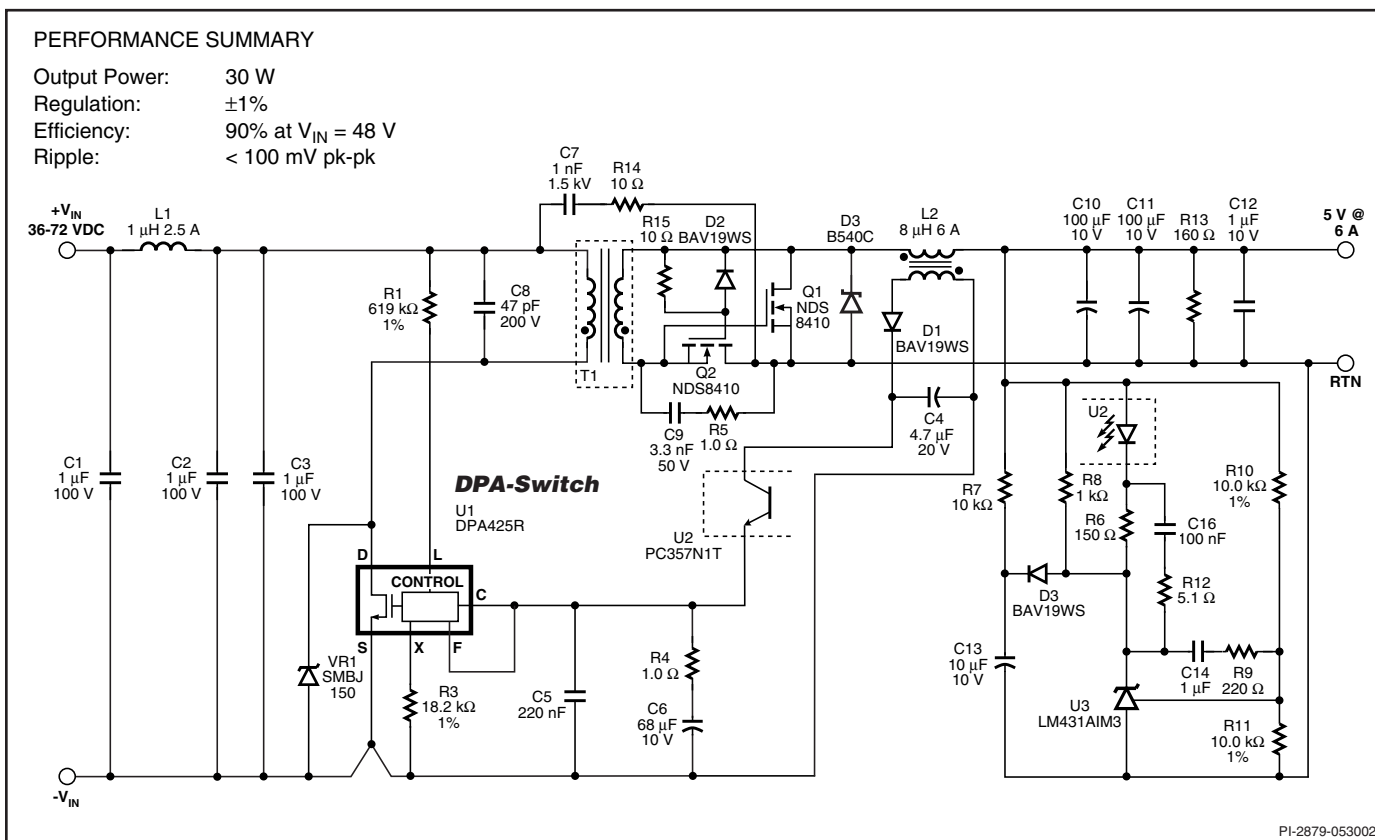 PERFORMANCE SUMMARY
Output Power: 30 W
Regulation: ±1%
Efficiency: 90% at VIN = 48 V
Ripple: < 100 mV pk-pk
+VIN
36-72 VDC
L1
1 µH 2.5 A
C7
1 nF
1.5 kV
R14
10 Ω
R15
10 Ω
D2
BAV19WS
D3
B540C
L2
8 µH 6 A
C10
100 µF
10 V
C11
100 µF
10 V
R13
160 Ω
C12
1 µF
10 V
5 V @
6 A
R1
619 kΩ
1%
C8
47 pF
200 V
T1
Q1
NDS
8410
Q2
NDS8410
D1
BAV19WS
RTN
C9
3.3 nF
50 V
R5
1.0 Ω
C4
4.7 µF
20 V
C1
1 µF
100 V
C2
1 µF
100 V
C3
1 µF
100 V
DPA-Switch
U1
DPA425R
U2
PC357N1T
U2
R7
10 kΩ
R8
1 kΩ
R6
150 Ω
C16
100 nF
R10
10.0 kΩ
1%
R12
5.1 Ω
D3
BAV19WS
D
L
CONTROL
C
S
X
F
VR1
SMBJ
150
R3
18.2 kΩ
1%
C5
220 nF
R4
1.0 Ω
C6
68 µF
10 V
C13
10 µF
10 V
C14
1 µF
R9
220 Ω
U3
LM431AIM3
R11
10.0 kΩ
1%
-VIN
PI-2879-053002